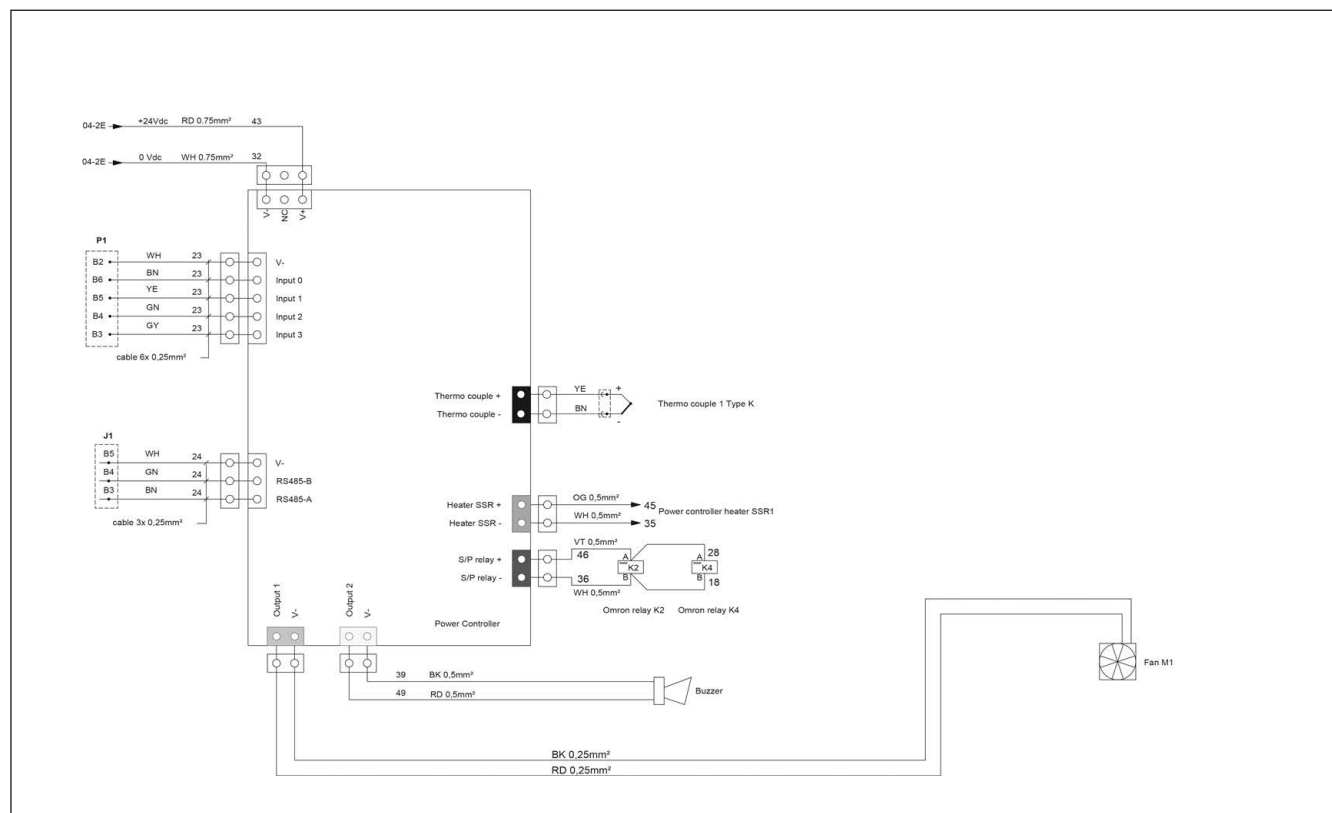 04-2E +24Vdc RD 0.75mm² 43
04-2E 0 Vdc WH 0.75mm² 32
V- NC V+
P1
B2 WH 23 V-
B6 BN 23 Input 0
B5 YE 23 Input 1
B4 GN 23 Input 2
B3 GY 23 Input 3
cable 6x 0,25mm²
Thermo couple + YE +
Thermo couple 1 Type K
Thermo couple - BN -
J1
B5 WH 24 V-
B4 GN 24 RS485-B
B3 BN 24 RS485-A
cable 3x 0,25mm²
Heater SSR + OG 0,5mm² 45
Power controller heater SSR1
Heater SSR - WH 0,5mm² 35
VT 0,5mm²
S/P relay + 46 A A 28
K2 K4
S/P relay - 36 B B 18
WH 0,5mm²
Omron relay K2 Omron relay K4
Output 1 V- Output 2 V-
Power Controller
Fan M1
39 BK 0,5mm²
49 RD 0,5mm²
Buzzer
BK 0,25mm²
RD 0,25mm²